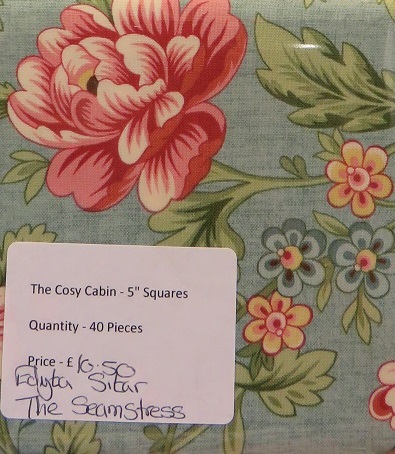 The Cosy Cabin - 5" Squares
Quantity - 40 Pieces
Price - £ 10.50
Edyta Sitar
The Seamstress